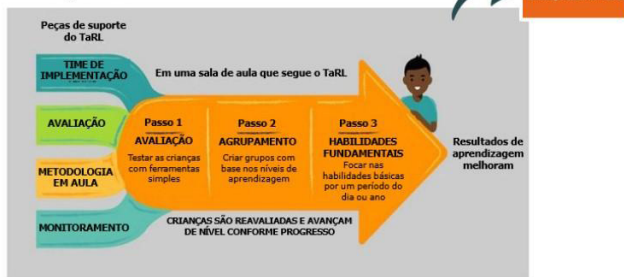 Peças de suporte
do TaRL
TIME DE
IMPLEMENTAÇÃO
Em uma sala de aula que segue o TaRL
AVALIAÇÃO
METODOLOGIA
EM AULA
MONITORAMENTO
Passo 1
AVALIAÇÃO
Testar as crianças
com ferramentas
simples
Passo 2
AGRUPAMENTO
Criar grupos com
base nos níveis de
aprendizagem
Passo 3
HABILIDADES
FUNDAMENTAIS
Focar nas
habilidades básicas
por um período do
dia ou ano
Resultados de
aprendizagem
melhoram
CRIANÇAS SÃO REAVALIADAS E AVANÇAM
DE NÍVEL CONFORME PROGRESSO